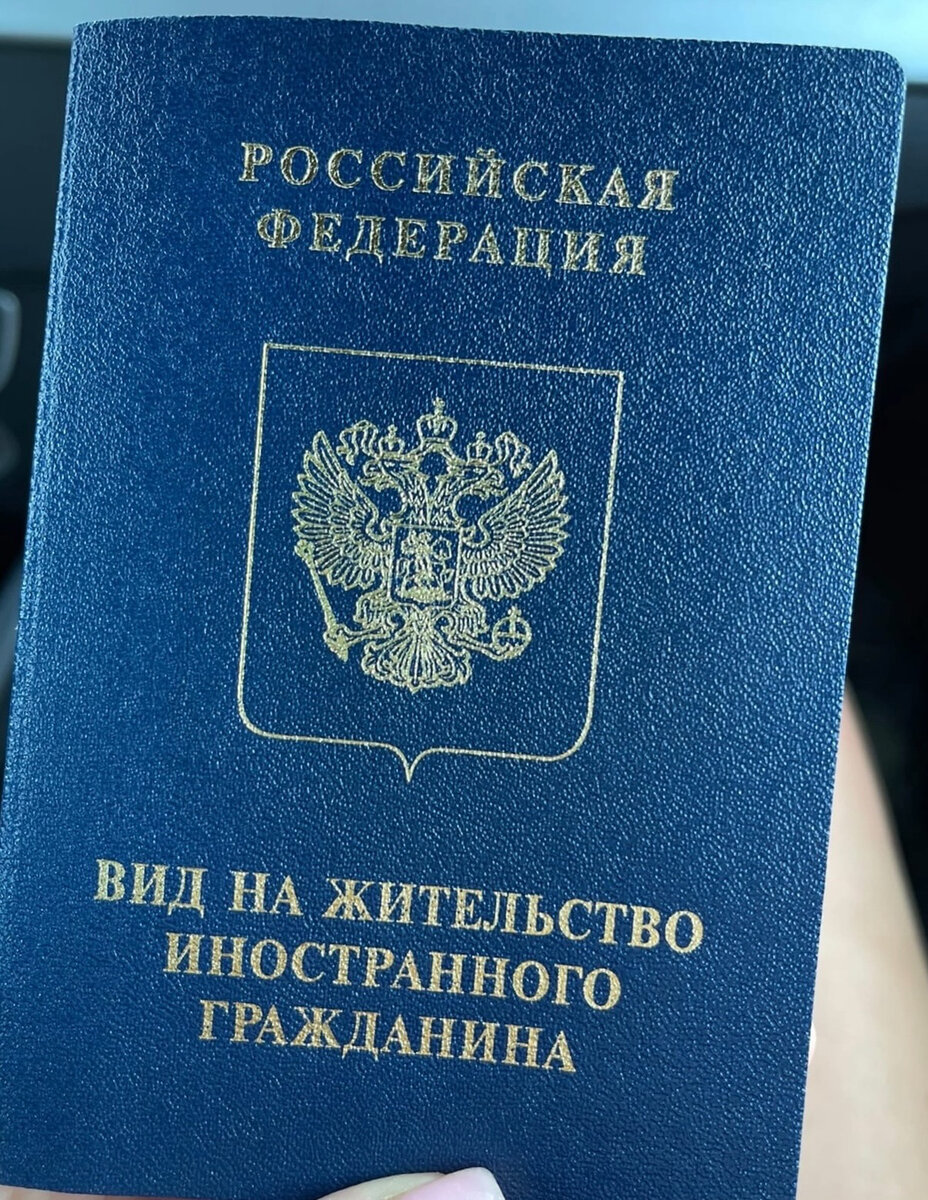 РОССИЙСКАЯ
ФЕДЕРАЦИЯ
ВИД НА ЖИТЕЛЬСТВО
ИНОСТРАННОГО
ГРАЖДАНИНА